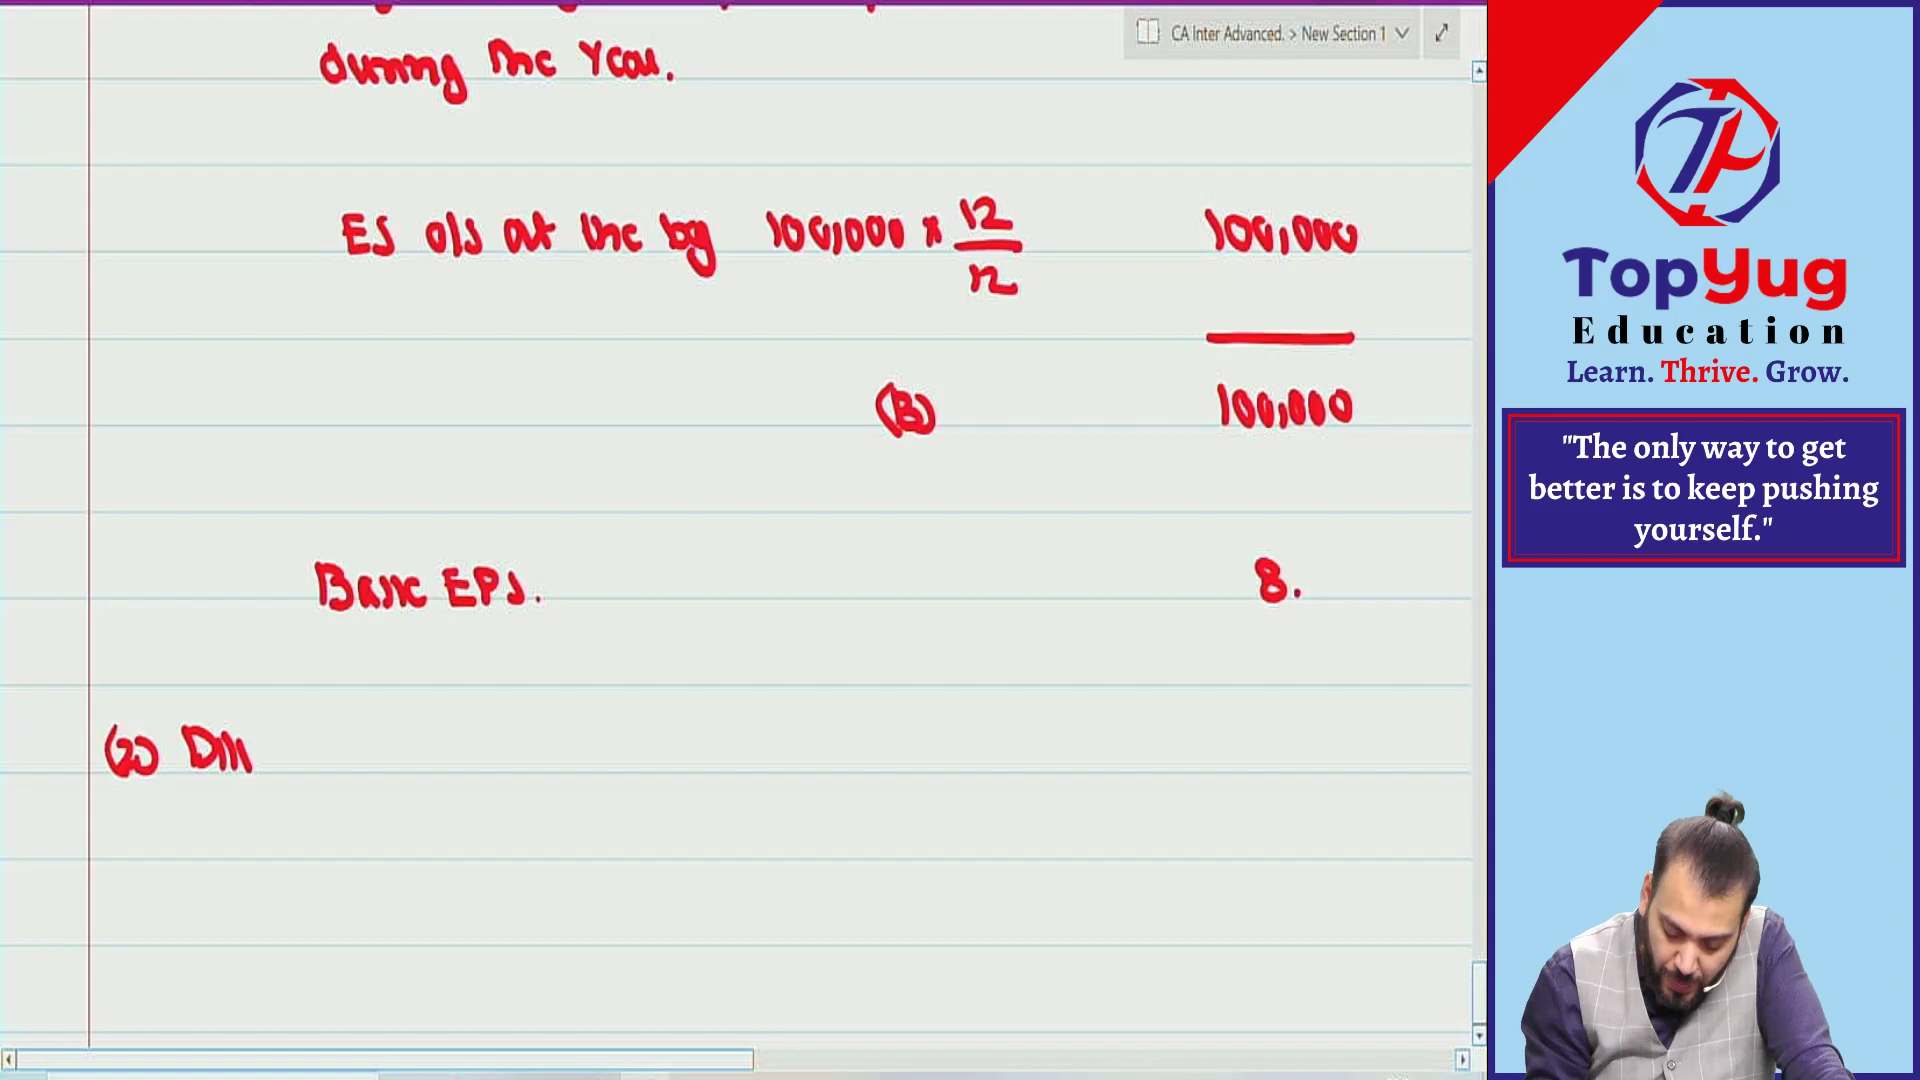 during the Year.
CA Inter Advanced. > New Section 1
ES o/s at the bg 100,000 × 12/12 100,000
(B) 100,000
Basic EPS. 8.
(2) Dil
TopYug
Education
Learn. Thrive. Grow.
"The only way to get
better is to keep pushing
yourself."